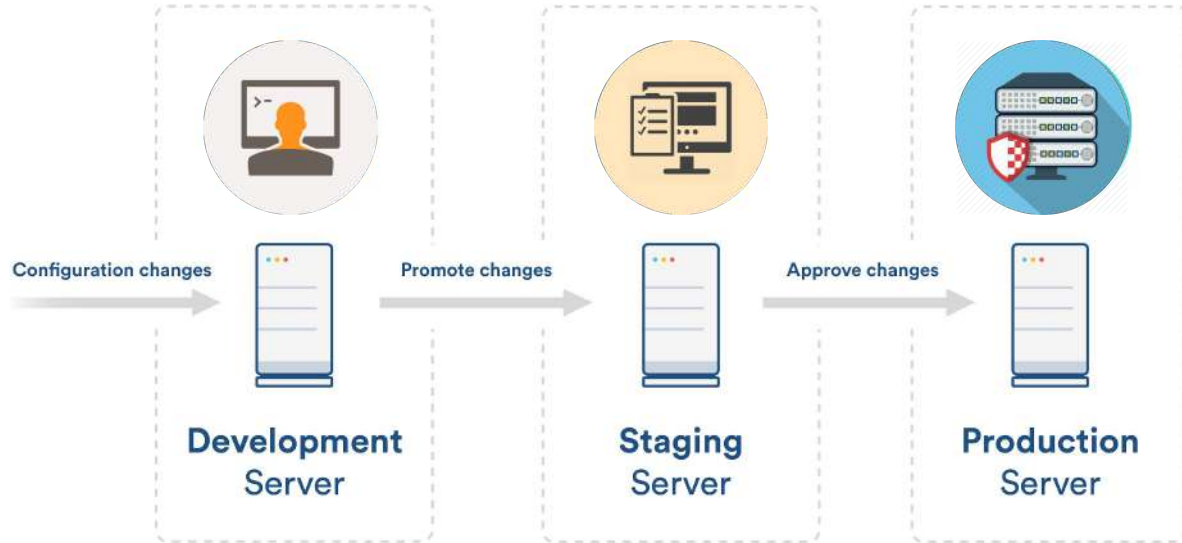 Configuration changes
Promote changes
Approve changes
>-
Development
Server
Staging
Server
Production
Server